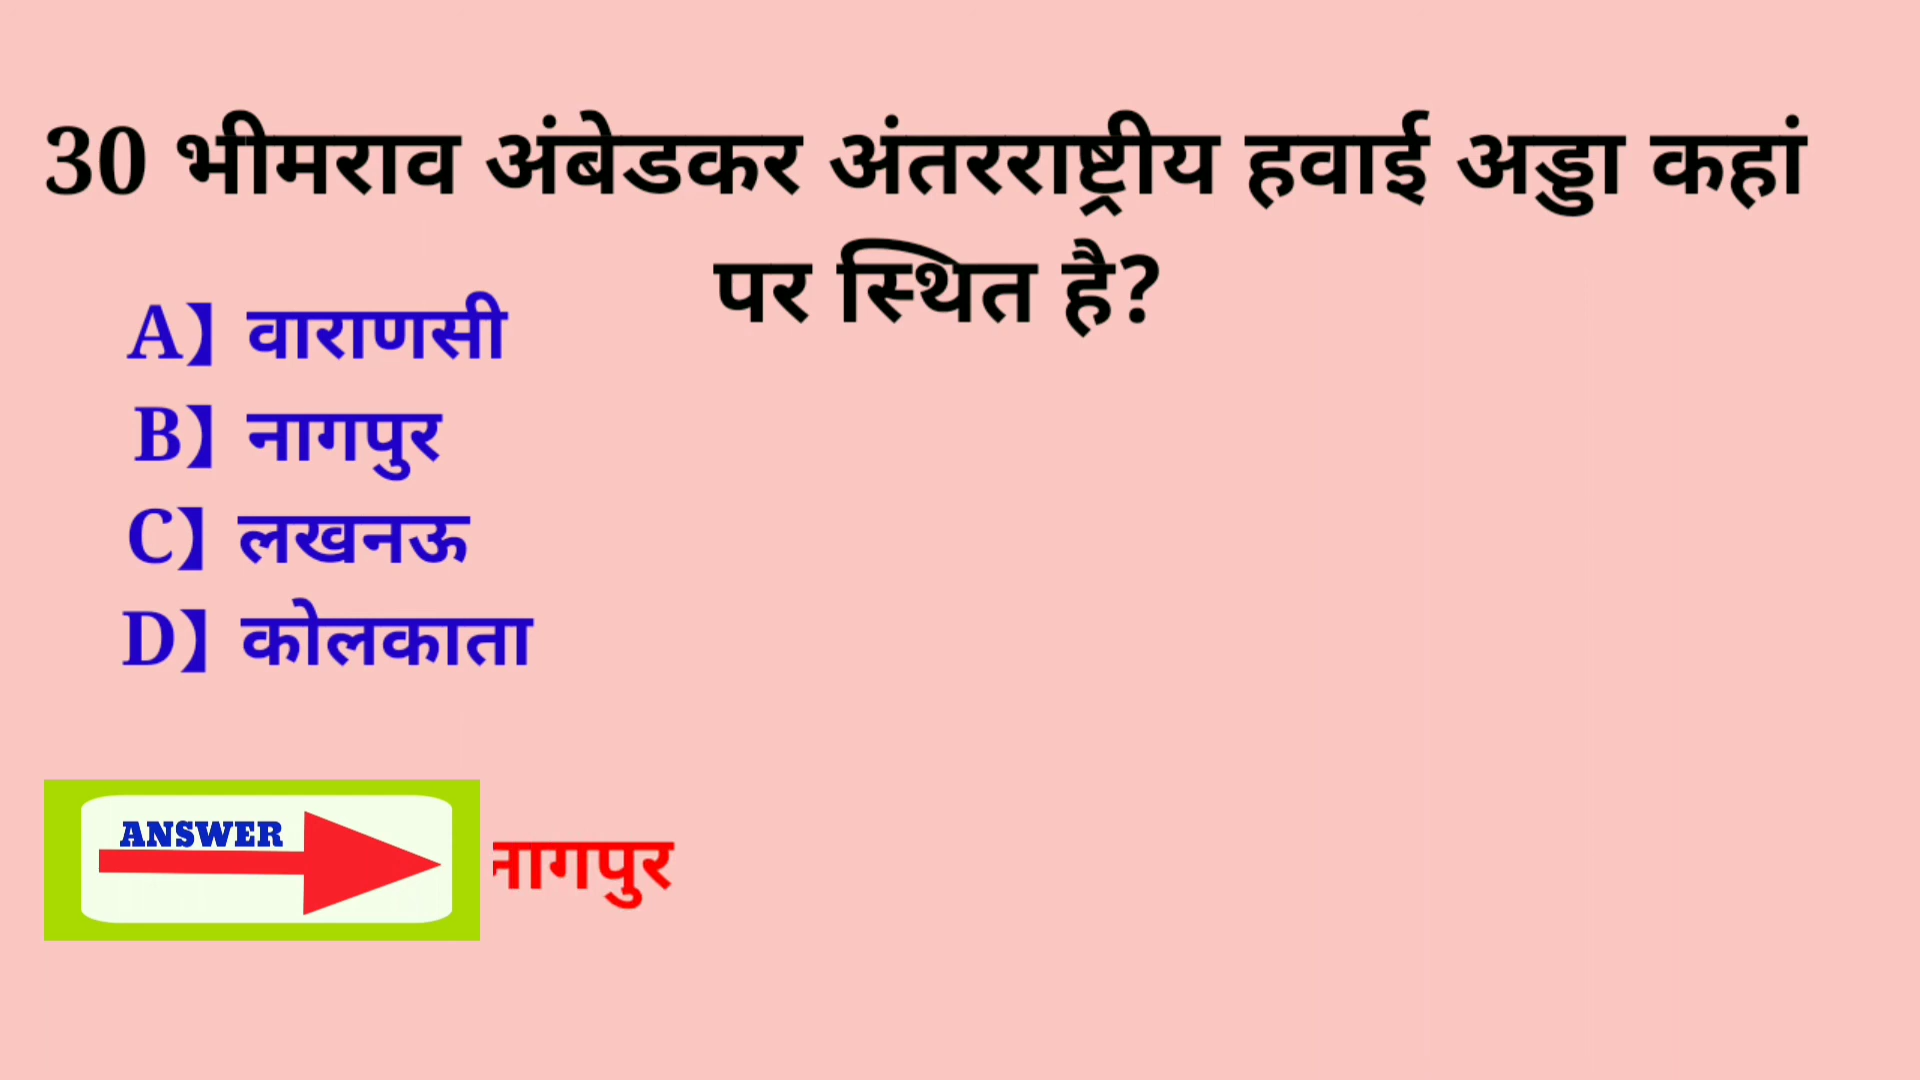 30 भीमराव अंबेडकर अंतरराष्ट्रीय हवाई अड्डा कहां
पर स्थित है?
A】 वाराणसी
B】 नागपुर
C】 लखनऊ
D】 कोलकाता
ANSWER
नागपुर